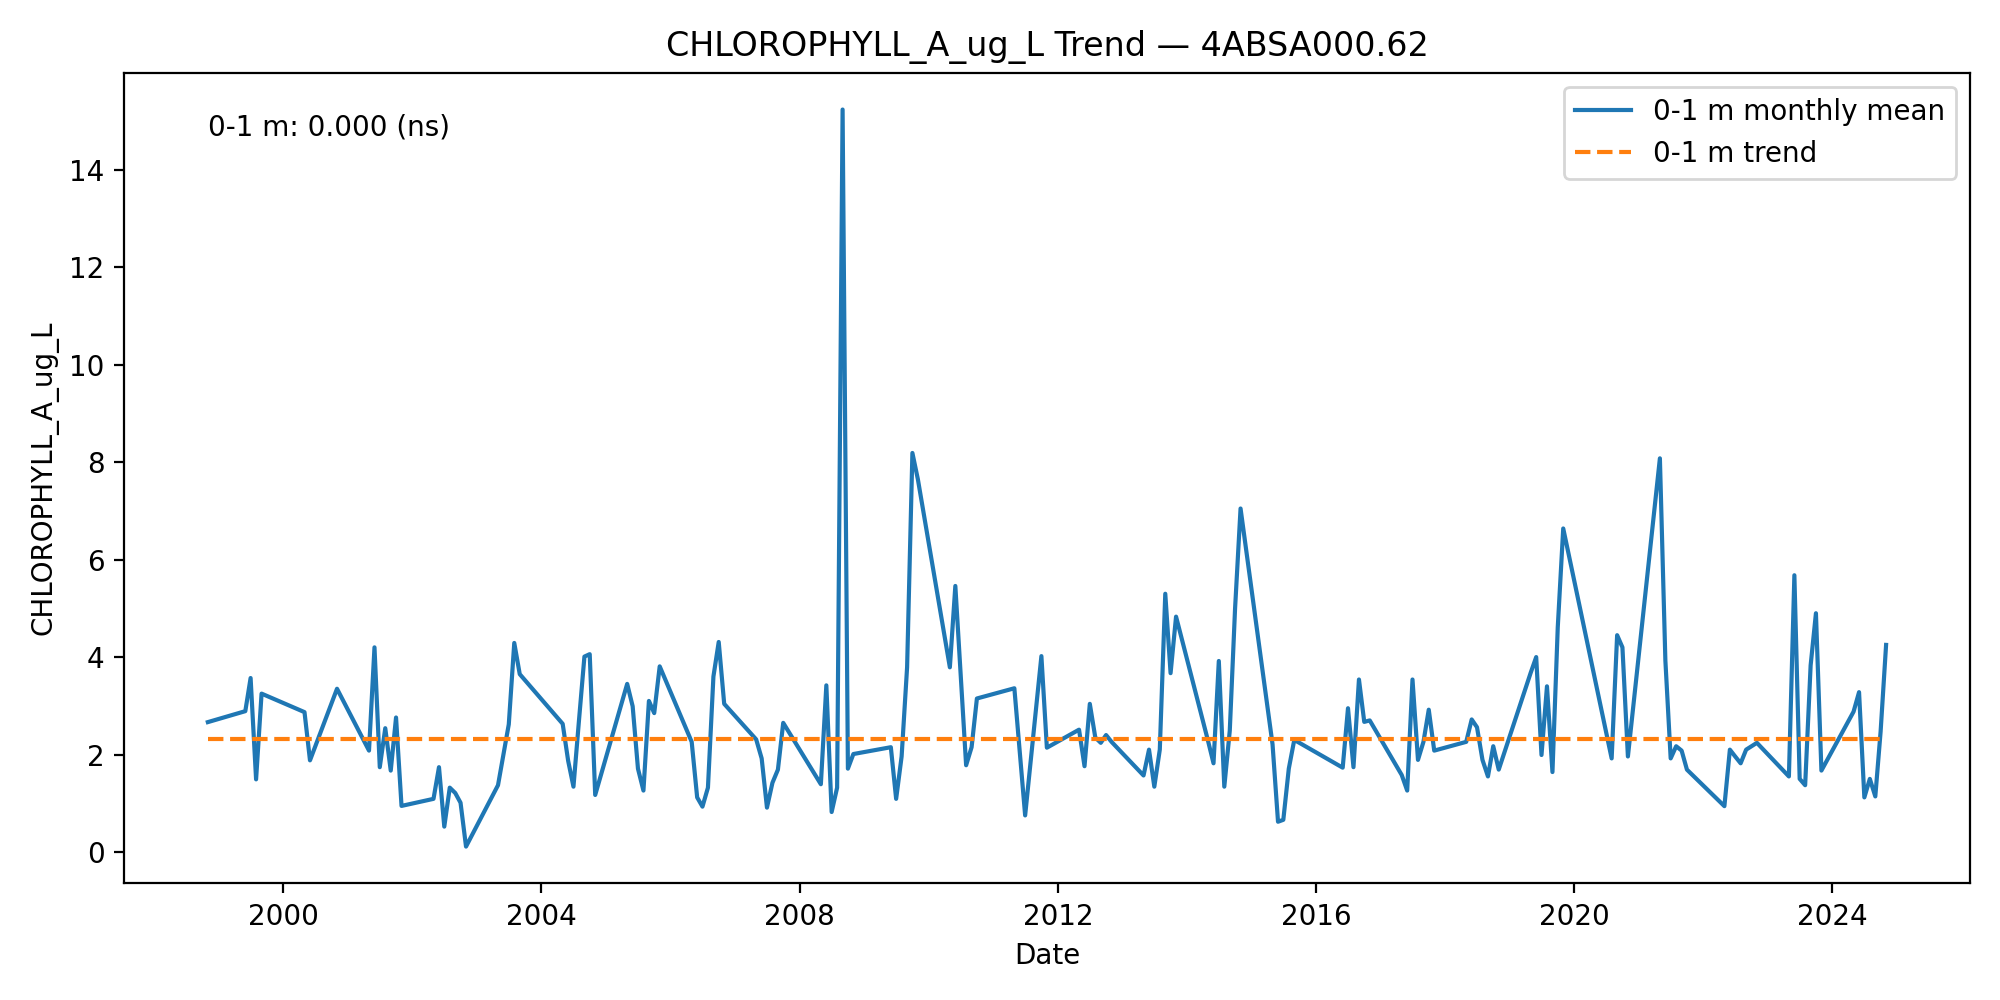 CHLOROPHYLL_A_ug_L Trend — 4ABSA000.62
0-1 m: 0.000 (ns)
0-1 m monthly mean
0-1 m trend
CHLOROPHYLL_A_ug_L
14
12
10
8
6
4
2
0
2000 2004 2008 2012 2016 2020 2024
Date